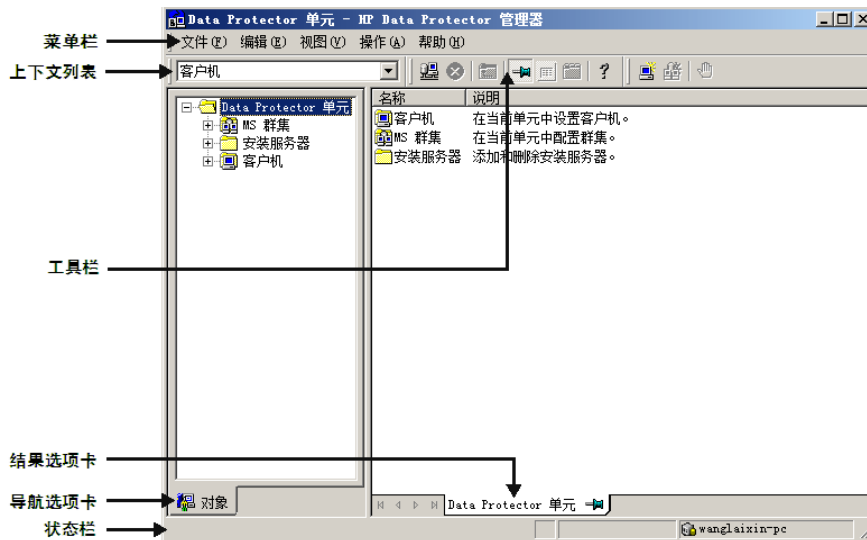 Data Protector 单元 - HP Data Protector 管理器
菜单栏
文件(F) 编辑(E) 视图(V) 操作(A) 帮助(H)
上下文列表
客户机
Data Protector 单元
MS 群集
安装服务器
客户机
名称 说明
客户机 在当前单元中设置客户机。
MS 群集 在当前单元中配置群集。
安装服务器 添加和删除安装服务器。
工具栏
结果选项卡
导航选项卡
对象
Data Protector 单元
状态栏
wanglaixin-pc